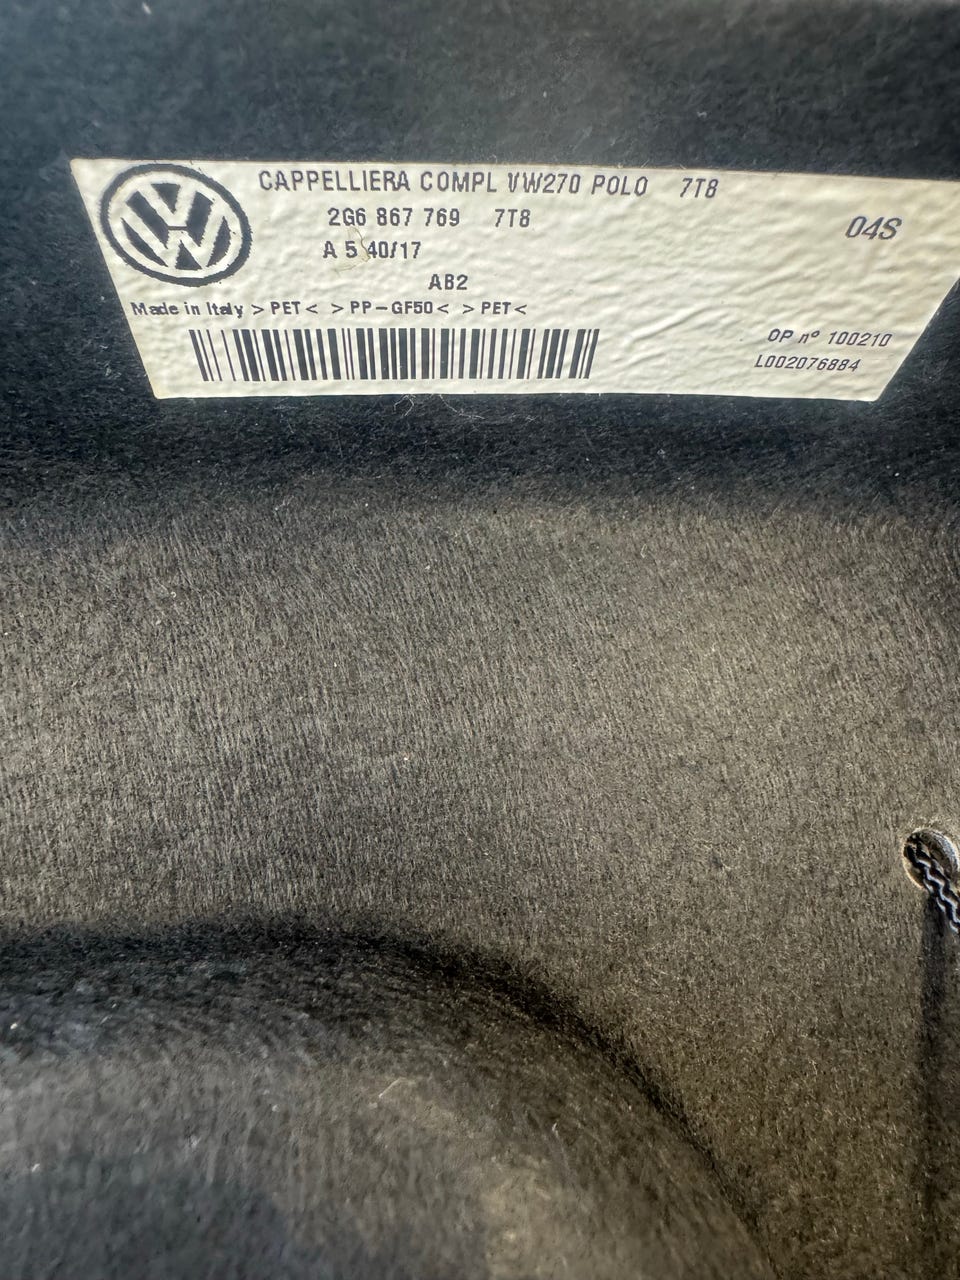 CAPPELLIERA COMPL VW270 POLO 7T8
2G6 867 769 7T8
04S
A 5 40/17
AB2
Made in Italy >PET< >PP-GF50< >PET<
OP nº 100210
L002076884